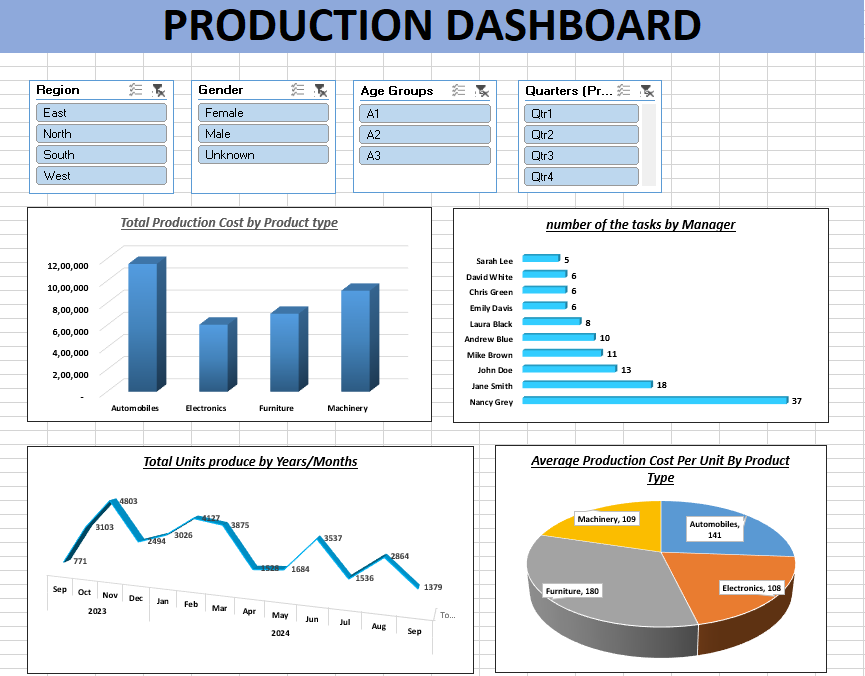 PRODUCTION DASHBOARD
Region
East
North
South
West
Gender
Female
Male
Unknown
Age Groups
A1
A2
A3
Quarters (Pr...
Qtr1
Qtr2
Qtr3
Qtr4
Total Production Cost by Product type
12,00,000
10,00,000
8,00,000
6,00,000
4,00,000
2,00,000
-
Automobiles Electronics Furniture Machinery
number of the tasks by Manager
Sarah Lee 5
David White 6
Chris Green 6
Emily Davis 6
Laura Black 8
Andrew Blue 10
Mike Brown 11
John Doe 13
Jane Smith 18
Nancy Grey 37
Total Units produce by Years/Months
771
3103
4803
2494
3026
4127
3875
1684
3537
1536
2864
1379
Sep Oct Nov Dec Jan Feb Mar Apr May Jun Jul Aug Sep
2023 2024
To...
Average Production Cost Per Unit By Product
Type
Machinery, 109
Automobiles,
141
Furniture, 180
Electronics, 108